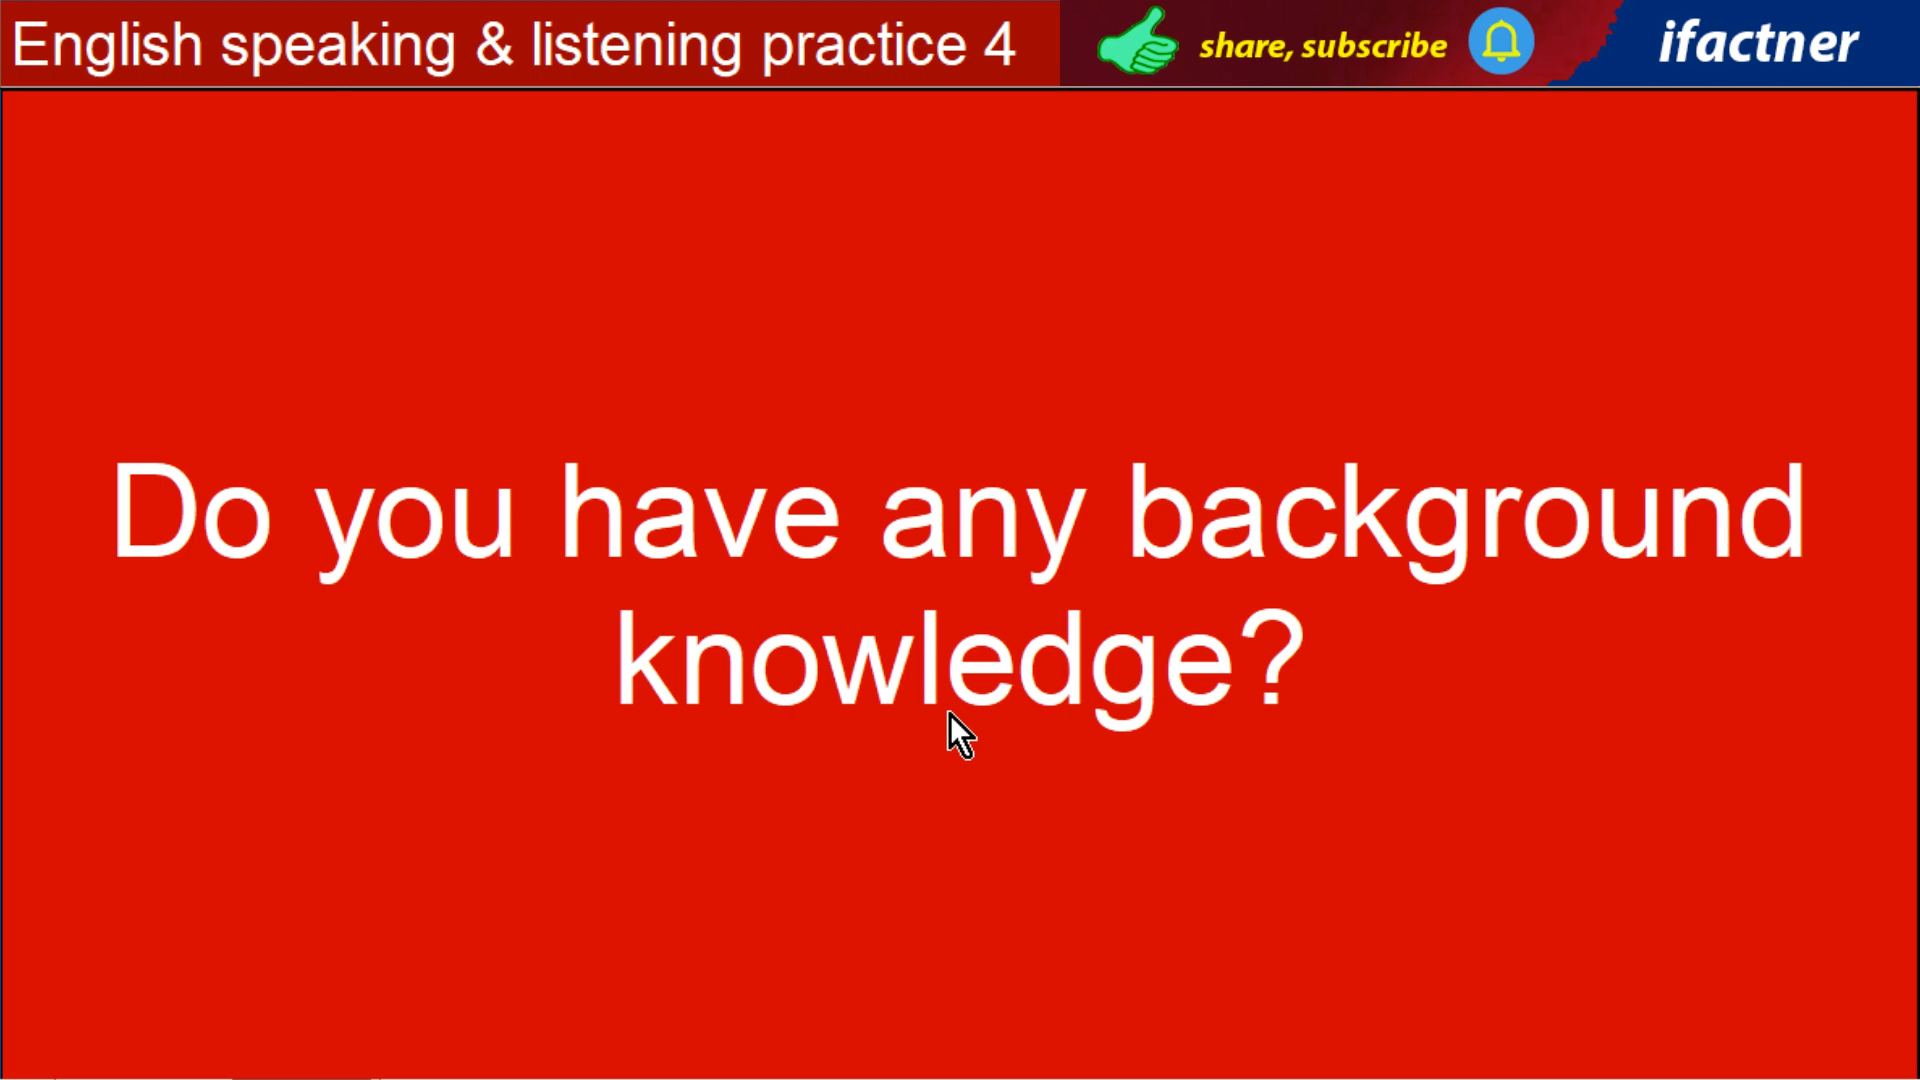 English speaking & listening practice 4
share, subscribe
ifactner
Do you have any background
knowledge?